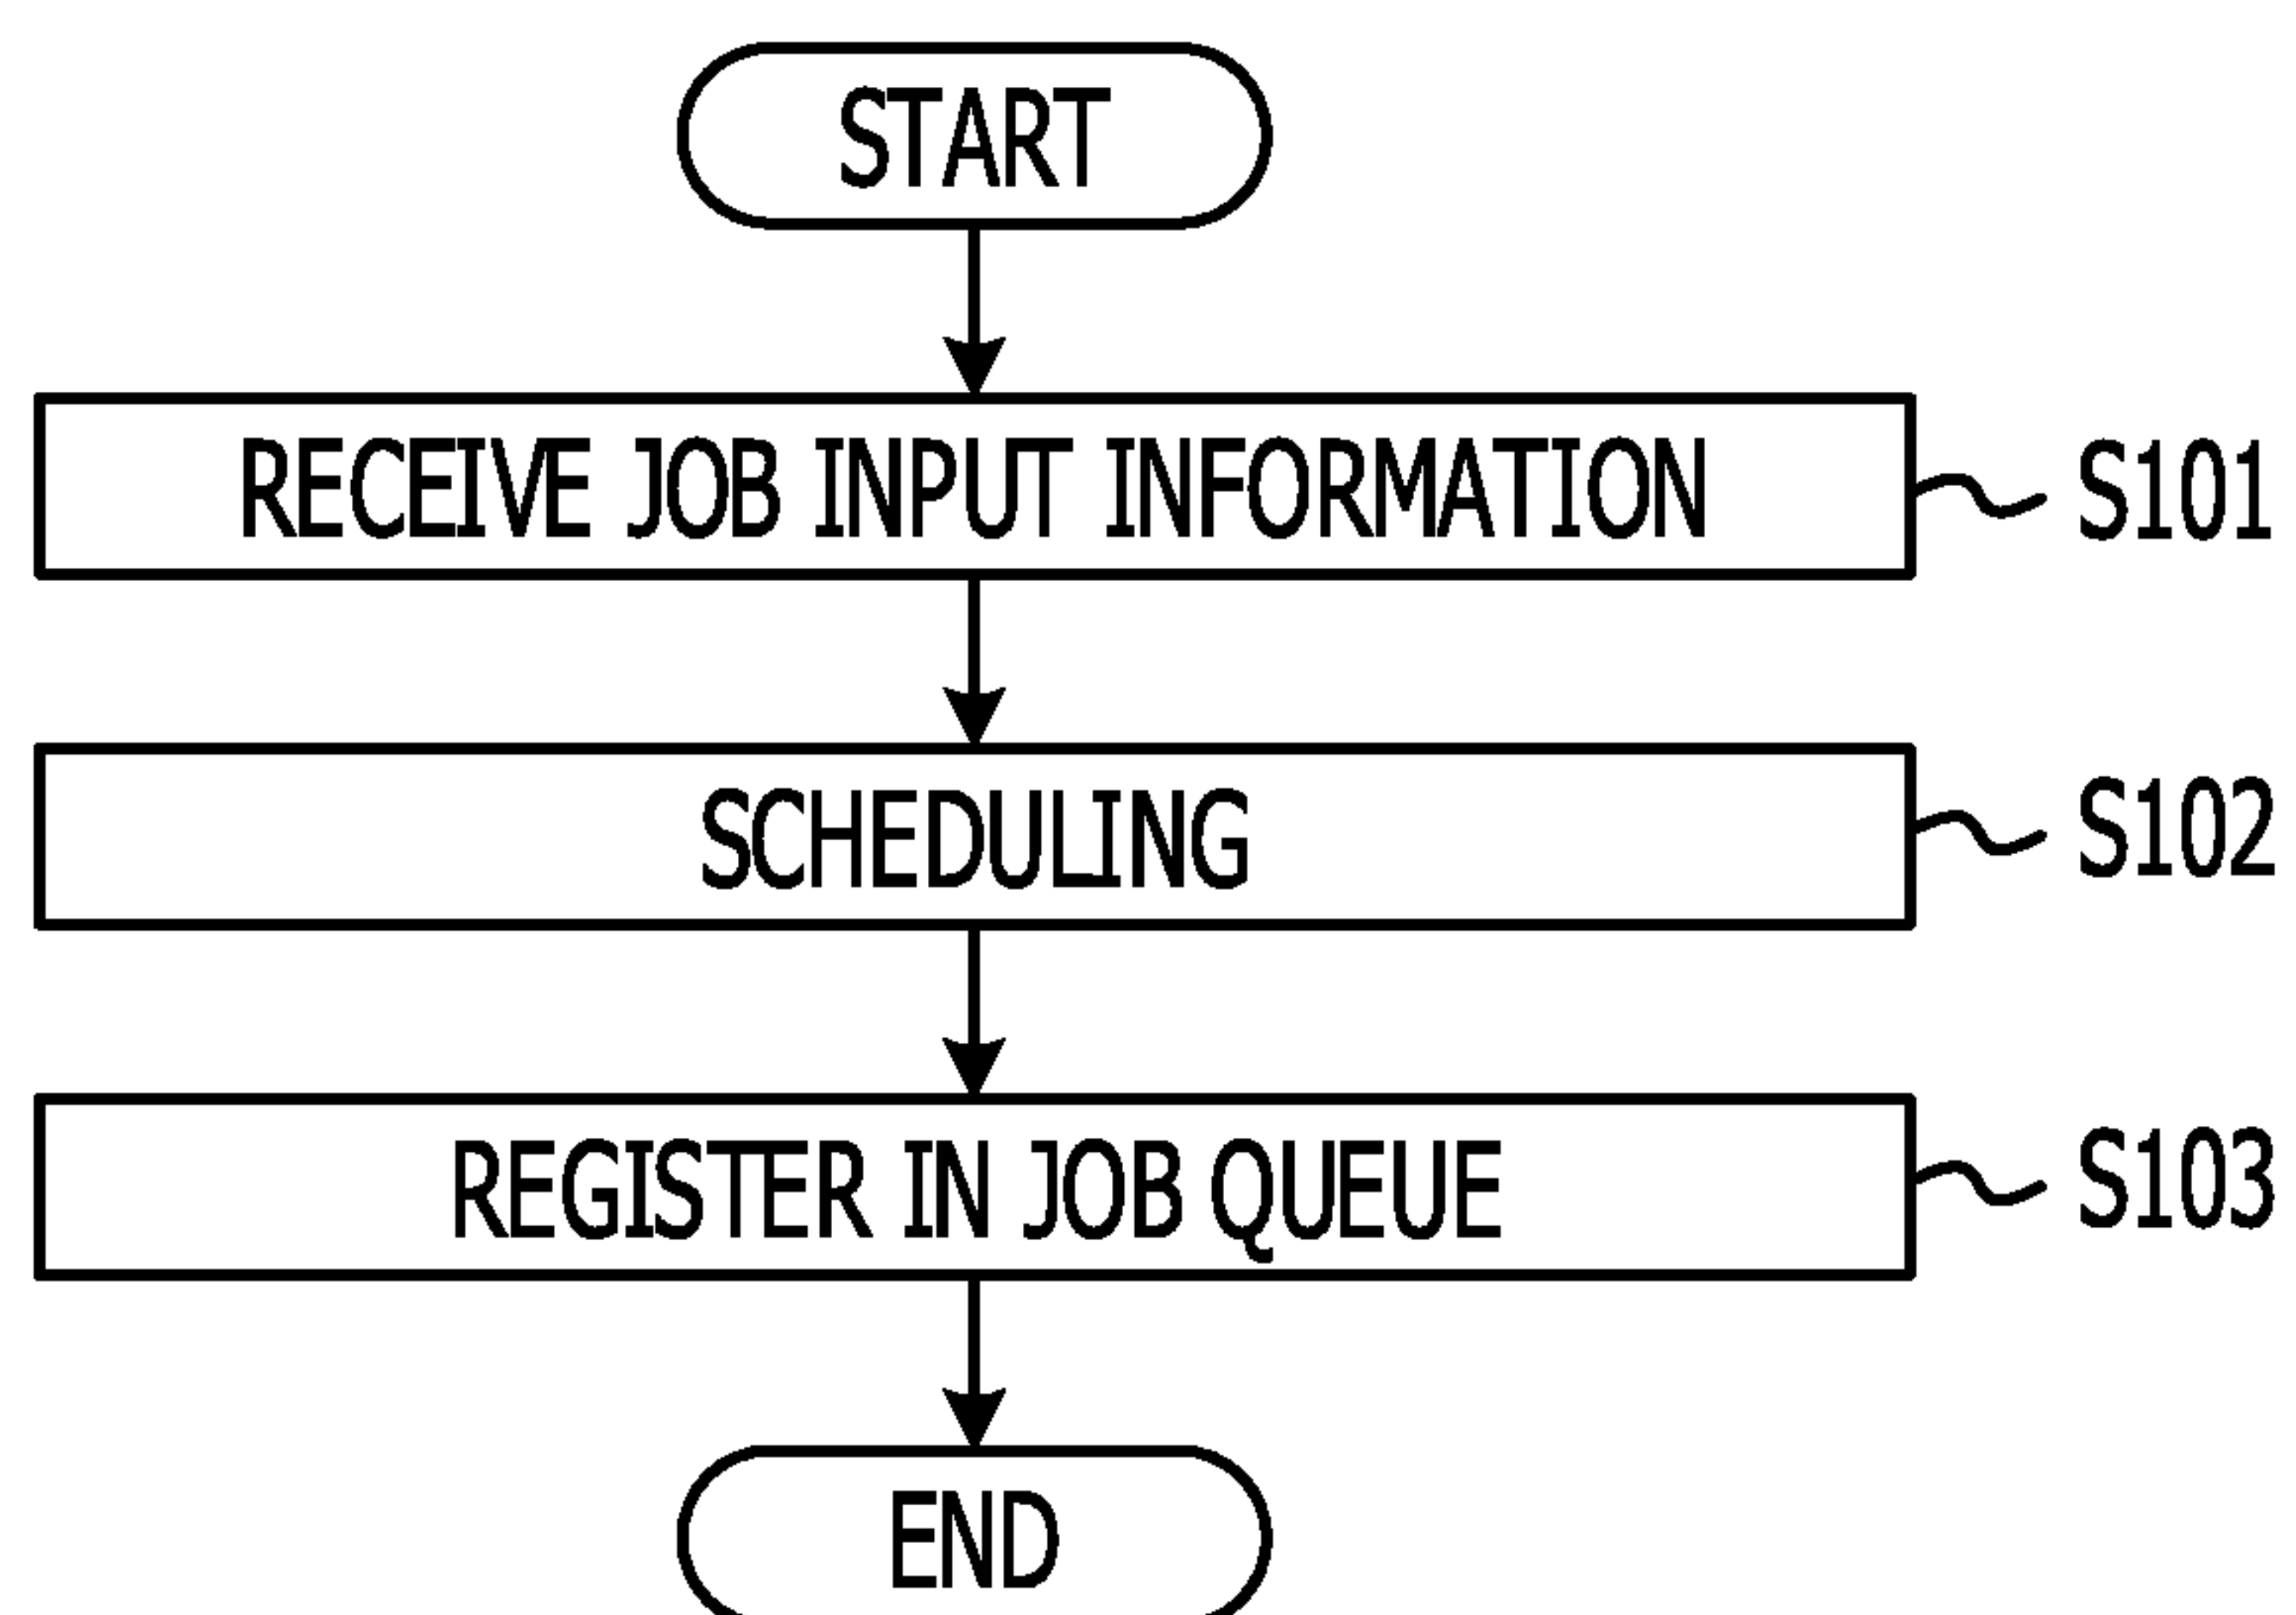 START
RECEIVE JOB INPUT INFORMATION
S101
SCHEDULING
S102
REGISTER IN JOB QUEUE
S103
END